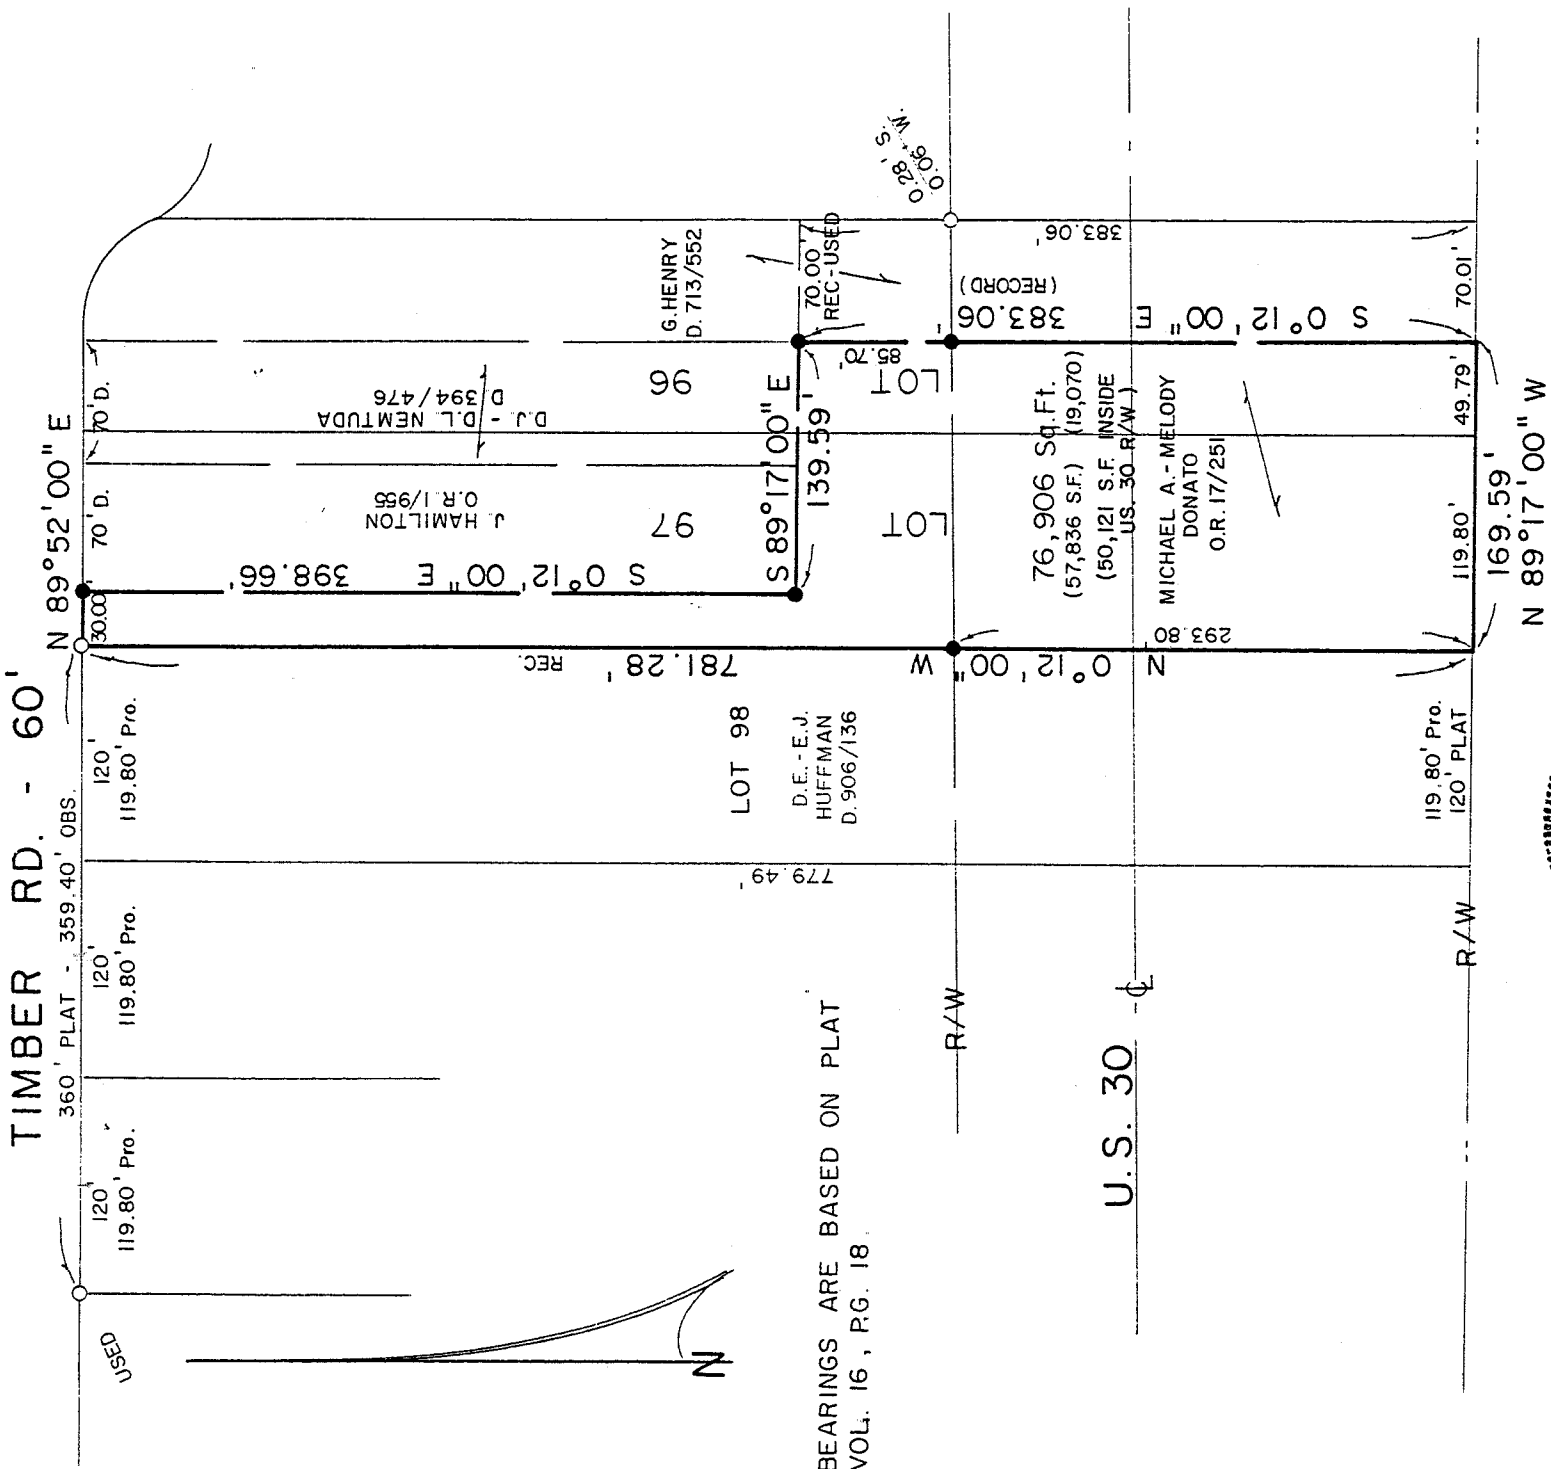 TIMBER RD. - 60'
360' PLAT - 359.40' OBS.
N 89°52'00" E
USED
120'
119.80' Pro.
120'
119.80' Pro.
120'
119.80' Pro.
30.00'
70' D.
70' D.
S 0°12'00" E 398.66'
J. HAMILTON
O.R. 1/955
D.J. - D.L. NEMTUDA
D 394/476
G. HENRY
D. 713/552
97
96
LOT
LOT
S 89°17'00" E
139.59'
70.00'
REC-USED
85.70'
0.28' S.
0.06' W.
383.06'
S 0°12'00" E 383.06'
(RECORD)
N 0°12'00" W 781.28' REC.
293.80
LOT 98
D.E. - E.J.
HUFFMAN
D. 906/136
779.49'
76,906 Sq. Ft.
(57,836 S.F.) (19,070)
(50,121 S.F. INSIDE
U.S. 30 R/W)
MICHAEL A. - MELODY
DONATO
O.R. 17/251
119.80' Pro.
120' PLAT
119.80'
49.79'
70.01'
169.59'
N 89°17'00" W
R/W
U.S. 30
R/W
N
BEARINGS ARE BASED ON PLAT
VOL. 16, PG. 18.